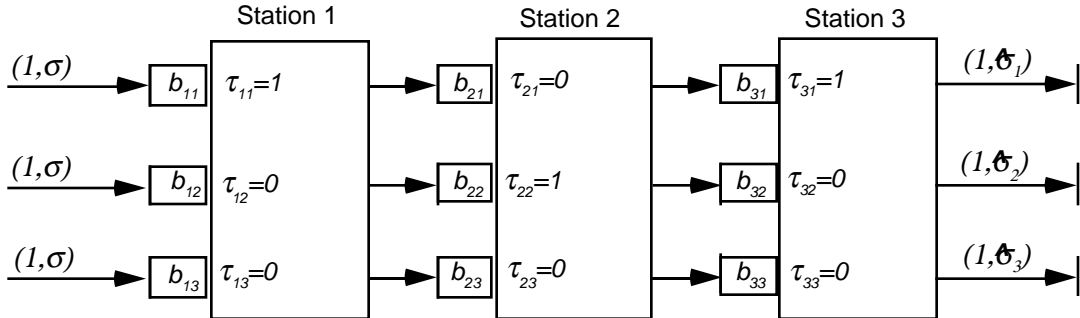 Station 1 Station 2 Station 3
(1,σ) b₁₁ τ₁₁=1 b₂₁ τ₂₁=0 b₃₁ τ₃₁=1 (1,σ̂₁)
(1,σ) b₁₂ τ₁₂=0 b₂₂ τ₂₂=1 b₃₂ τ₃₂=0 (1,σ̂₂)
(1,σ) b₁₃ τ₁₃=0 b₂₃ τ₂₃=0 b₃₃ τ₃₃=0 (1,σ̂₃)